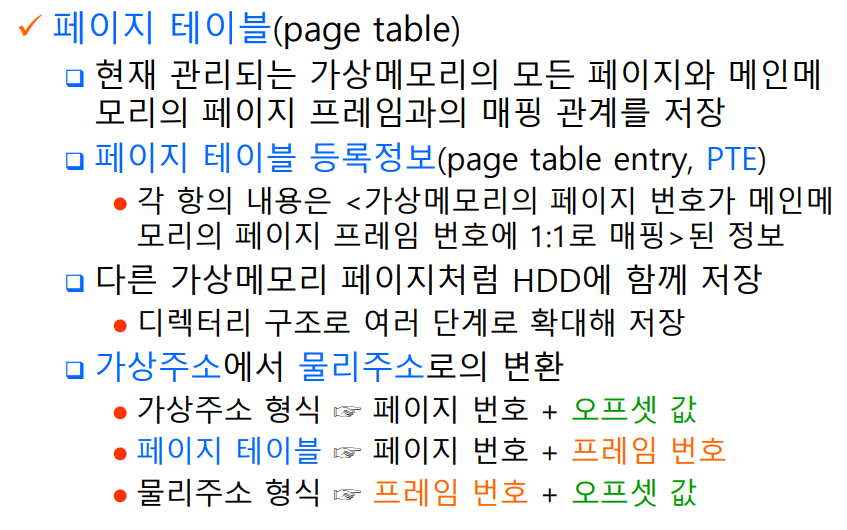 ✓ 페이지 테이블(page table)
❑ 현재 관리되는 가상메모리의 모든 페이지와 메인메
모리의 페이지 프레임과의 매핑 관계를 저장
❑ 페이지 테이블 등록정보(page table entry, PTE)
● 각 항의 내용은 <가상메모리의 페이지 번호가 메인메
모리의 페이지 프레임 번호에 1:1로 매핑>된 정보
❑ 다른 가상메모리 페이지처럼 HDD에 함께 저장
● 디렉터리 구조로 여러 단계로 확대해 저장
❑ 가상주소에서 물리주소로의 변환
● 가상주소 형식 ☞ 페이지 번호 + 오프셋 값
● 페이지 테이블 ☞ 페이지 번호 + 프레임 번호
● 물리주소 형식 ☞ 프레임 번호 + 오프셋 값